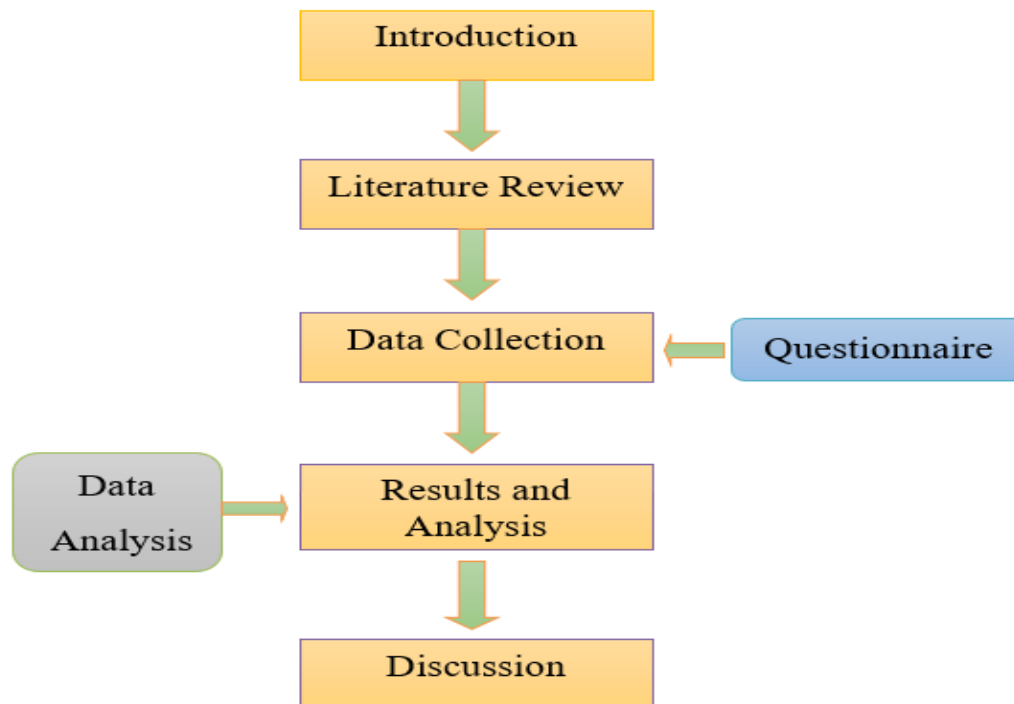 Introduction
Literature Review
Data Collection
Questionnaire
Data
Analysis
Results and
Analysis
Discussion